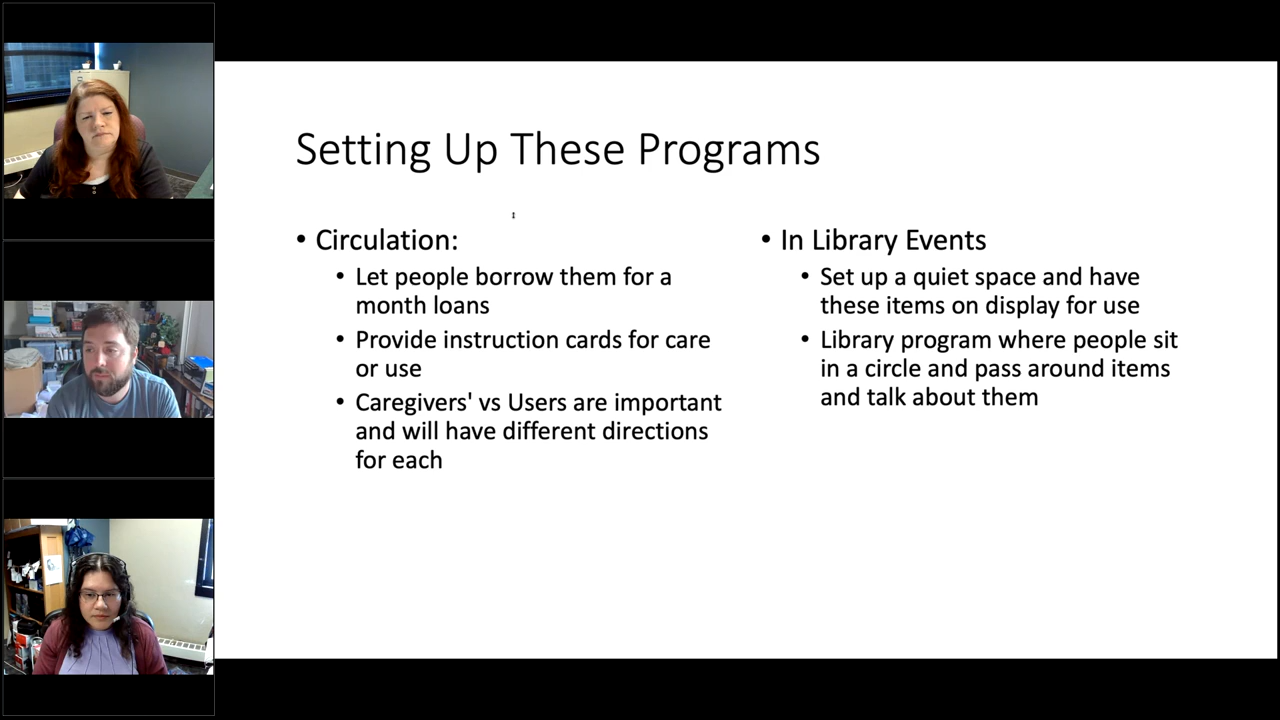 Setting Up These Programs
• Circulation:
• Let people borrow them for a
month loans
• Provide instruction cards for care
or use
• Caregivers' vs Users are important
and will have different directions
for each
• In Library Events
• Set up a quiet space and have
these items on display for use
• Library program where people sit
in a circle and pass around items
and talk about them